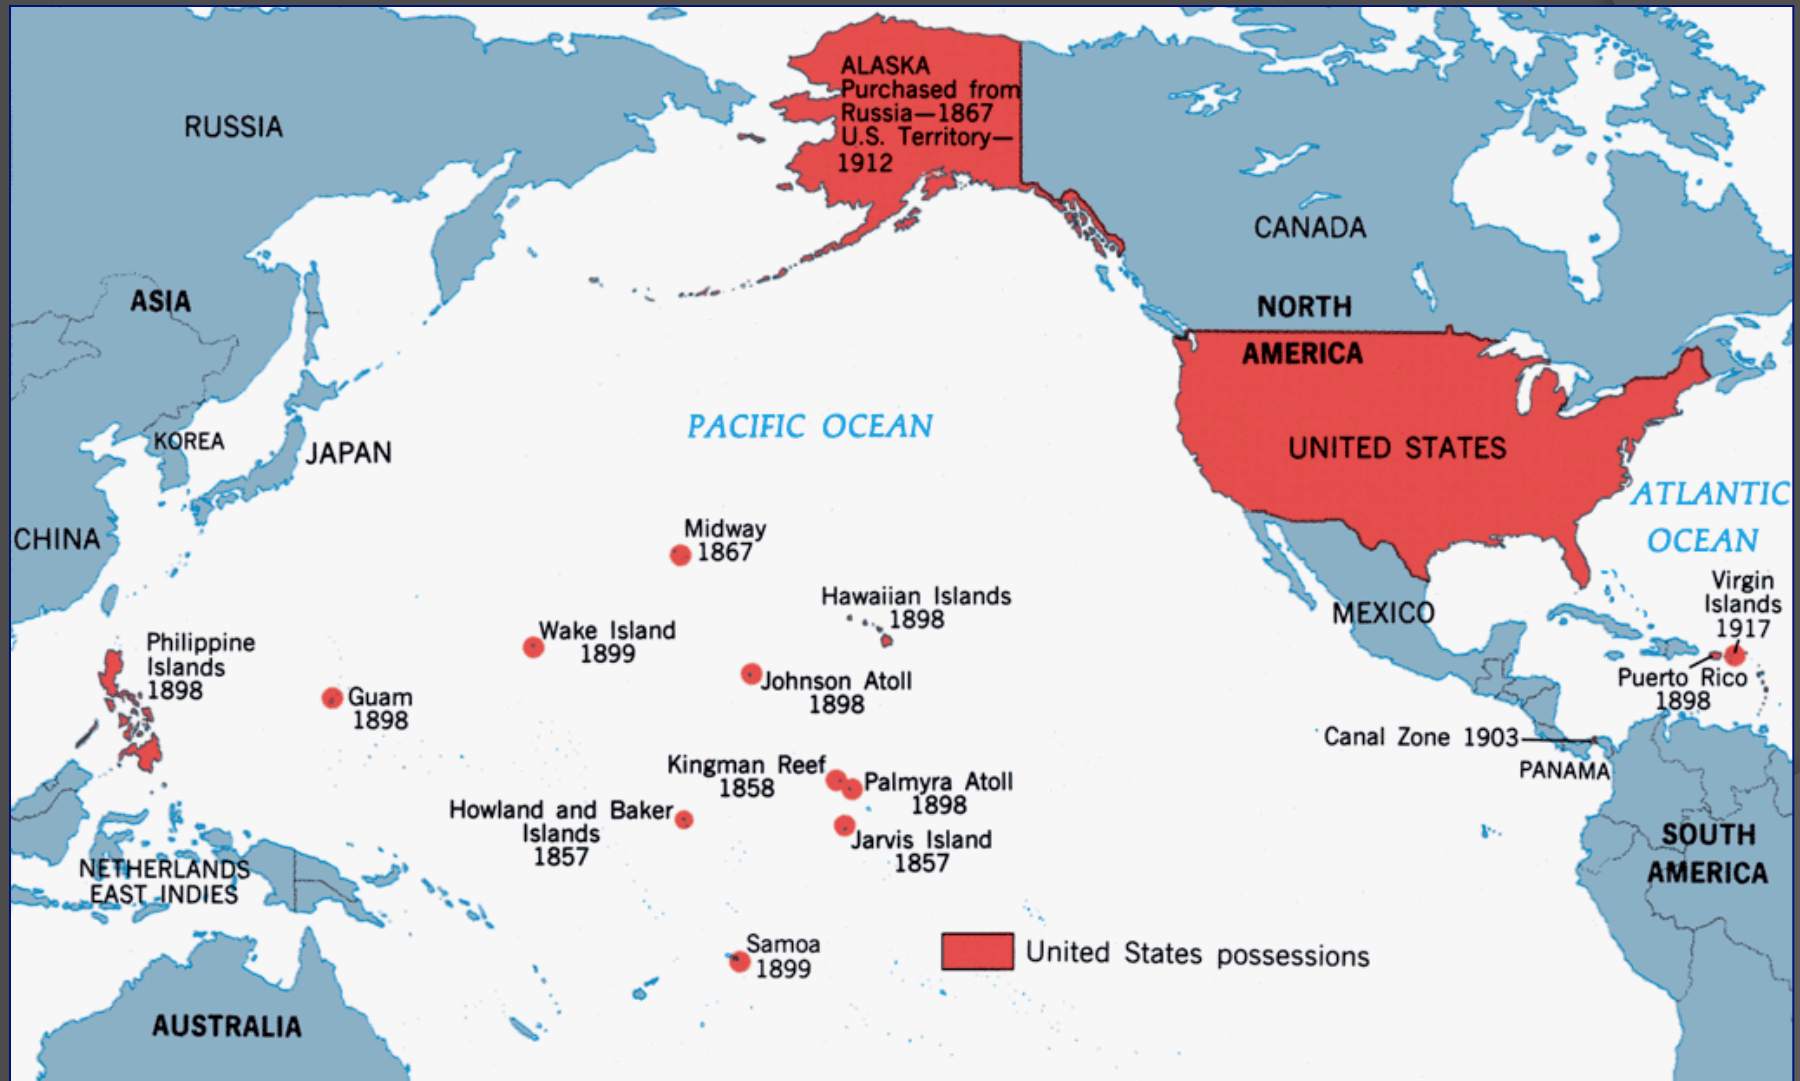 ALASKA
Purchased from
Russia—1867
U.S. Territory—
1912
RUSSIA
CANADA
ASIA
NORTH
AMERICA
PACIFIC OCEAN
KOREA
JAPAN
UNITED STATES
ATLANTIC
OCEAN
CHINA
Midway
1867
Virgin
Islands
1917
Hawaiian Islands
1898
MEXICO
Philippine
Islands
1898
Wake Island
1899
Guam
1898
Johnson Atoll
1898
Puerto Rico
1898
Canal Zone 1903
PANAMA
Kingman Reef
1858
Palmyra Atoll
1898
Howland and Baker
Islands
1857
Jarvis Island
1857
SOUTH
AMERICA
NETHERLANDS
EAST INDIES
Samoa
1899
United States possessions
AUSTRALIA